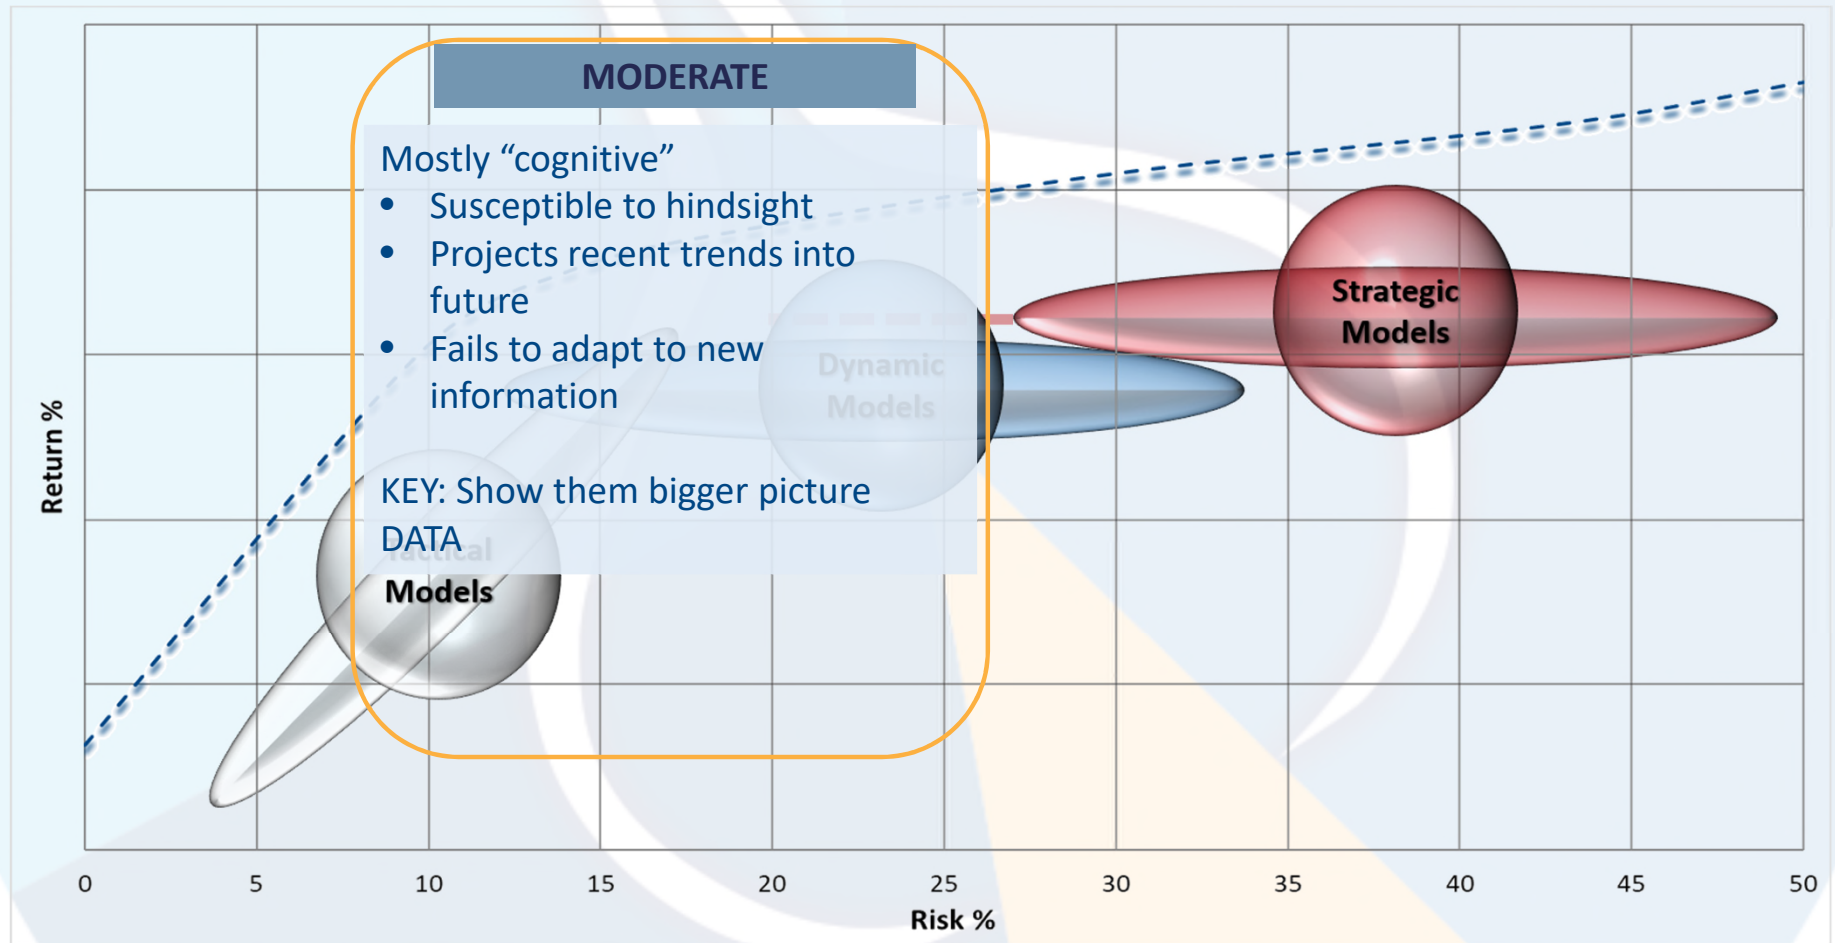 MODERATE
Mostly “cognitive”
• Susceptible to hindsight
• Projects recent trends into
future
• Fails to adapt to new
information
KEY: Show them bigger picture
DATA
Strategic
Models
Dynamic
Models
Tactical
Models
Return %
0 5 10 15 20 25 30 35 40 45 50
Risk %